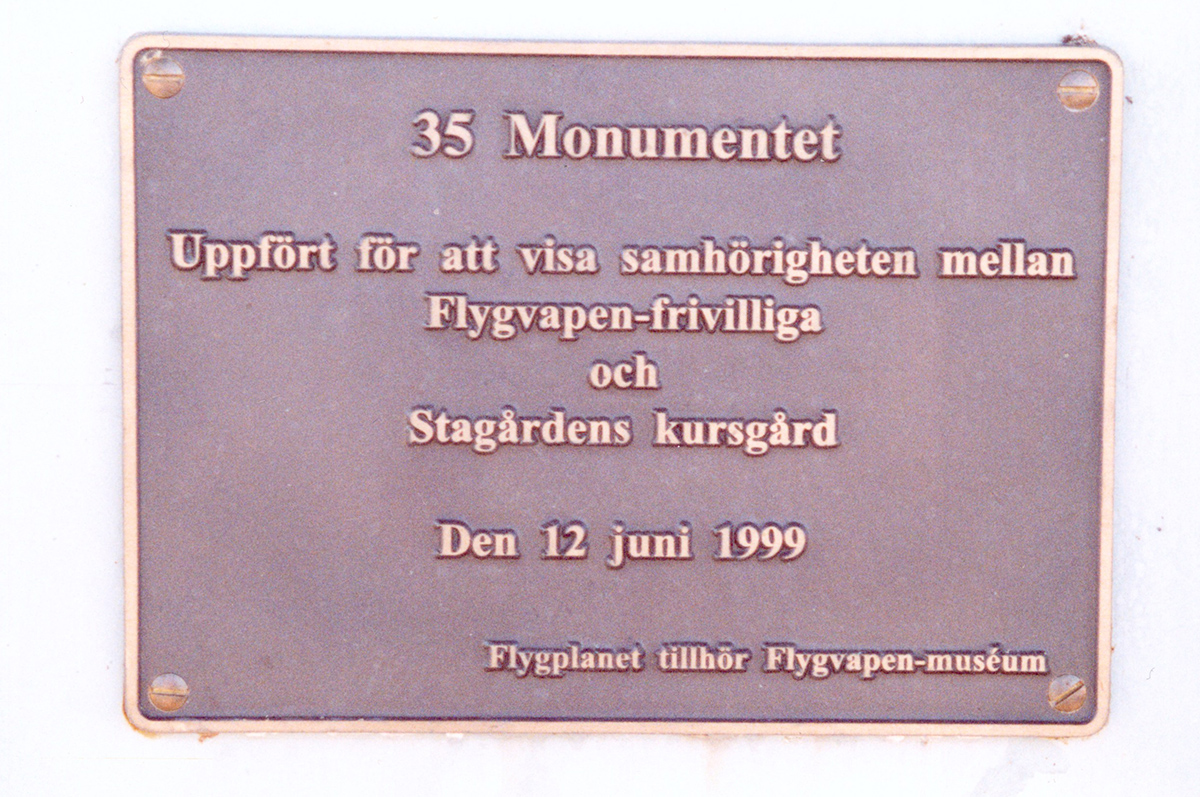 35 Monumentet
Uppfört för att visa samhörigheten mellan
Flygvapen-frivilliga
och
Stagårdens kursgård
Den 12 juni 1999
Flygplanet tillhör Flygvapen-muséum